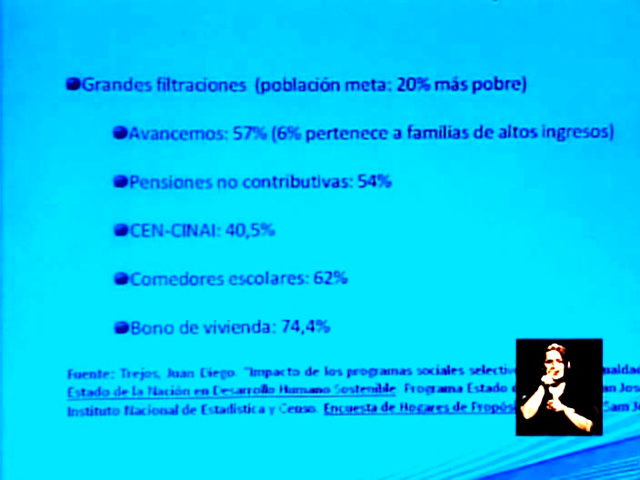 Grandes filtraciones (población meta: 20% más pobre)
Avancemos: 57% (6% pertenece a familias de altos ingresos)
Pensiones no contributivas: 54%
CEN-CINAI: 40,5%
Comedores escolares: 62%
Bono de vivienda: 74,4%
Fuente: Trejos, Juan Diego. "Impacto de los programas sociales selectiv
Estado de la Nación en Desarrollo Humano Sostenible. Programa Estado
Instituto Nacional de Estadística y Censo. Encuesta de Hogares de Propós